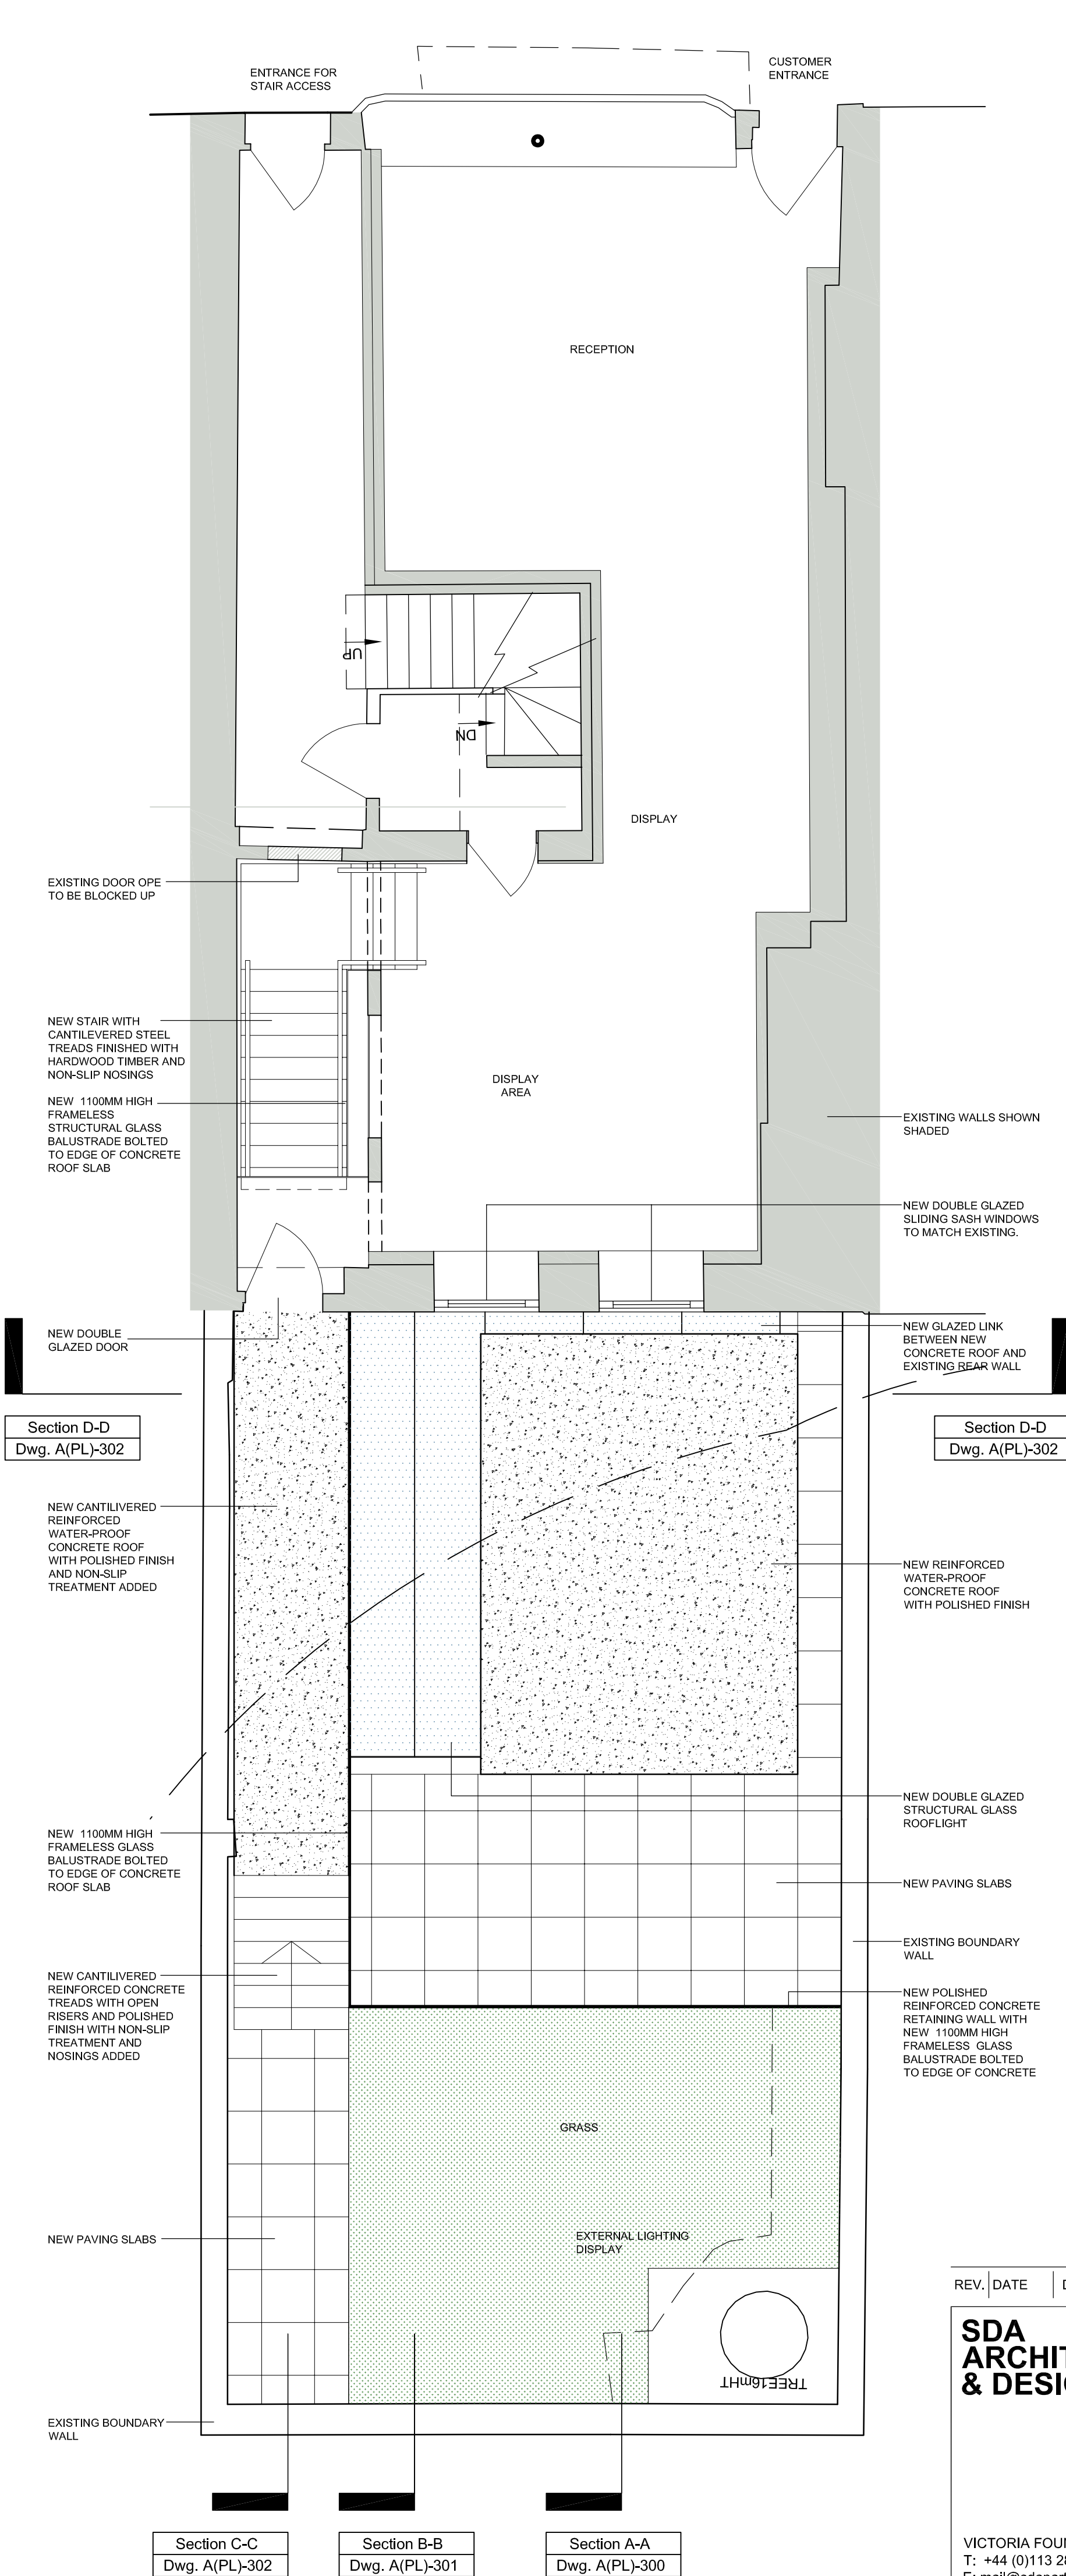 ENTRANCE FOR
STAIR ACCESS
CUSTOMER
ENTRANCE
RECEPTION
UP
DN
DISPLAY
EXISTING DOOR OPE
TO BE BLOCKED UP
NEW STAIR WITH
CANTILEVERED STEEL
TREADS FINISHED WITH
HARDWOOD TIMBER AND
NON-SLIP NOSINGS
DISPLAY
AREA
NEW 1100MM HIGH
FRAMELESS
STRUCTURAL GLASS
BALUSTRADE BOLTED
TO EDGE OF CONCRETE
ROOF SLAB
EXISTING WALLS SHOWN
SHADED
NEW DOUBLE GLAZED
SLIDING SASH WINDOWS
TO MATCH EXISTING.
NEW DOUBLE
GLAZED DOOR
NEW GLAZED LINK
BETWEEN NEW
CONCRETE ROOF AND
EXISTING REAR WALL
Section D-D
Dwg. A(PL)-302
Section D-D
Dwg. A(PL)-302
NEW CANTILIVERED
REINFORCED
WATER-PROOF
CONCRETE ROOF
WITH POLISHED FINISH
AND NON-SLIP
TREATMENT ADDED
NEW REINFORCED
WATER-PROOF
CONCRETE ROOF
WITH POLISHED FINISH
NEW DOUBLE GLAZED
STRUCTURAL GLASS
ROOFLIGHT
NEW 1100MM HIGH
FRAMELESS GLASS
BALUSTRADE BOLTED
TO EDGE OF CONCRETE
ROOF SLAB
NEW PAVING SLABS
EXISTING BOUNDARY
WALL
NEW CANTILIVERED
REINFORCED CONCRETE
TREADS WITH OPEN
RISERS AND POLISHED
FINISH WITH NON-SLIP
TREATMENT AND
NOSINGS ADDED
NEW POLISHED
REINFORCED CONCRETE
RETAINING WALL WITH
NEW 1100MM HIGH
FRAMELESS GLASS
BALUSTRADE BOLTED
TO EDGE OF CONCRETE
GRASS
NEW PAVING SLABS
EXTERNAL LIGHTING
DISPLAY
TREE16mHT
EXISTING BOUNDARY
WALL
REV. DATE
SDA
ARCHIT
& DESI
VICTORIA FOUN
T: +44 (0)113 28
Section C-C
Dwg. A(PL)-302
Section B-B
Dwg. A(PL)-301
Section A-A
Dwg. A(PL)-300